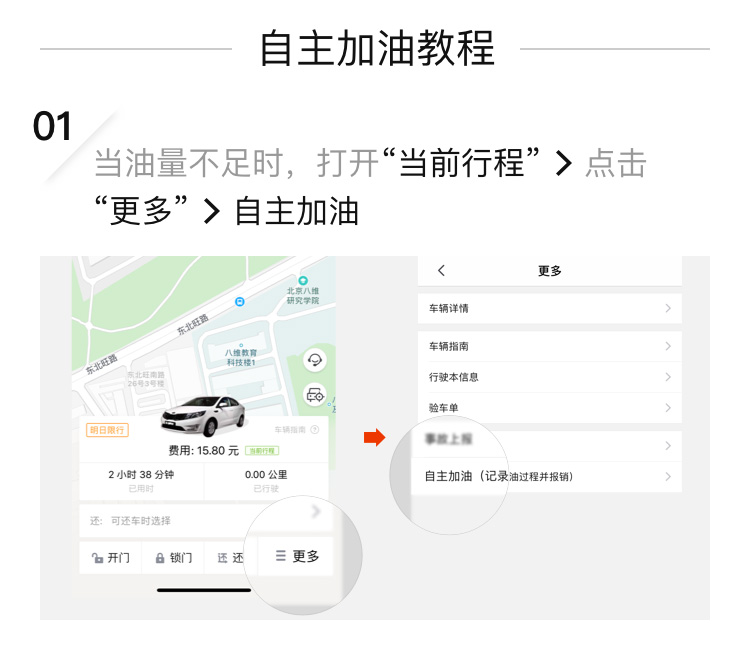 自主加油教程
01
当油量不足时，打开“当前行程” > 点击
“更多” > 自主加油
北京八维
研究学院
东北旺路
八维教育
科技楼1
东北旺路
东北旺南路
26号3号楼
明日限行
车辆指南
费用: 15.80 元 当前行程
2 小时 38 分钟
0.00 公里
已用时
已行驶
还: 可还车时选择
开门
锁门
还 还
更多
更多
车辆详情
车辆指南
行驶本信息
验车单
事故上报
自主加油（记录油过程并报销）